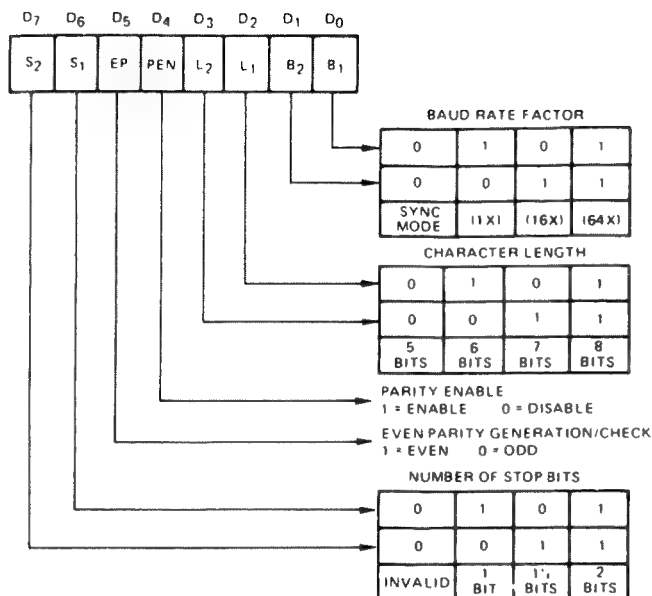 D7 D6 D5 D4 D3 D2 D1 D0
S2 S1 EP PEN L2 L1 B2 B1
BAUD RATE FACTOR
0 1 0 1
0 0 1 1
SYNC MODE (1X) (16X) (64X)
CHARACTER LENGTH
0 1 0 1
0 0 1 1
5 BITS 6 BITS 7 BITS 8 BITS
PARITY ENABLE
1 = ENABLE 0 = DISABLE
EVEN PARITY GENERATION/CHECK
1 = EVEN 0 = ODD
NUMBER OF STOP BITS
0 1 0 1
0 0 1 1
INVALID 1 BIT BITS 2 BITS